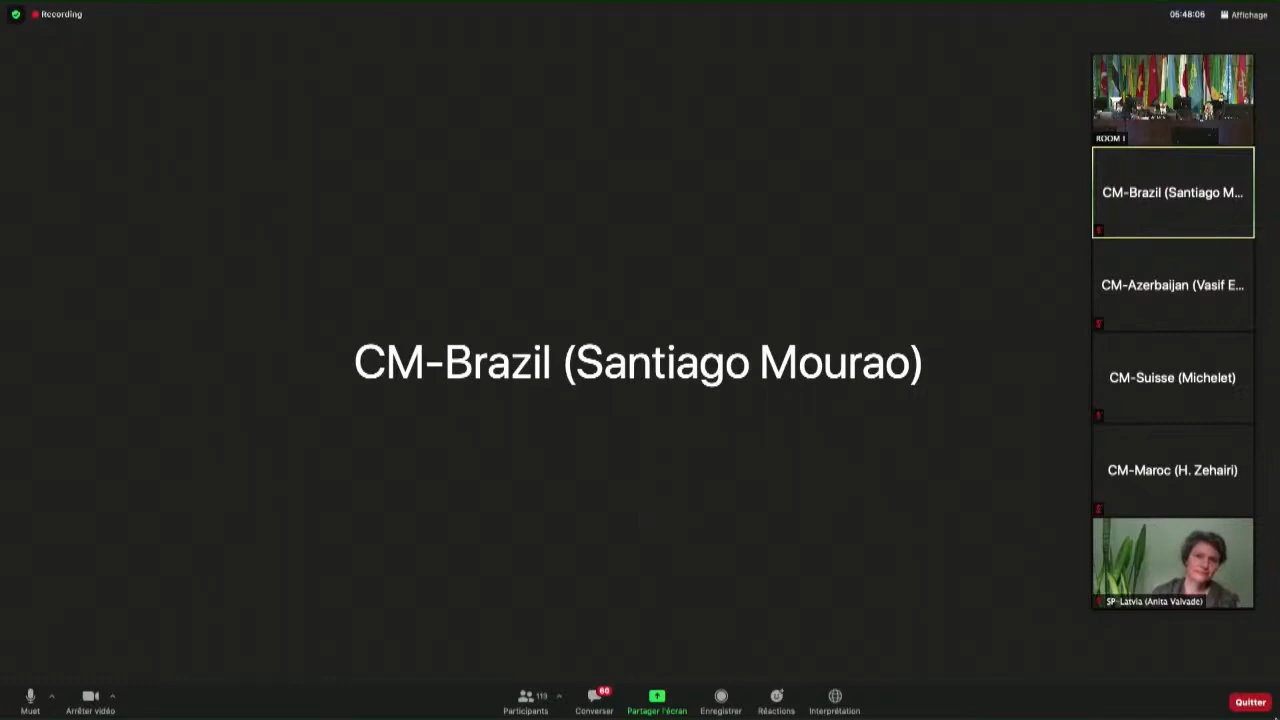 Recording
05:48:06
Affichage
ROOM I
CM-Brazil (Santiago M...
CM-Azerbaijan (Vasif E...
CM-Brazil (Santiago Mourao)
CM-Suisse (Michelet)
CM-Maroc (H. Zehairi)
SP-Latvia (Anita Valvade)
Muet
Arrêter vidéo
Participants
113
Converser
60
Partager l'écran
Enregistrer
Réactions
Interprétation
Quitter